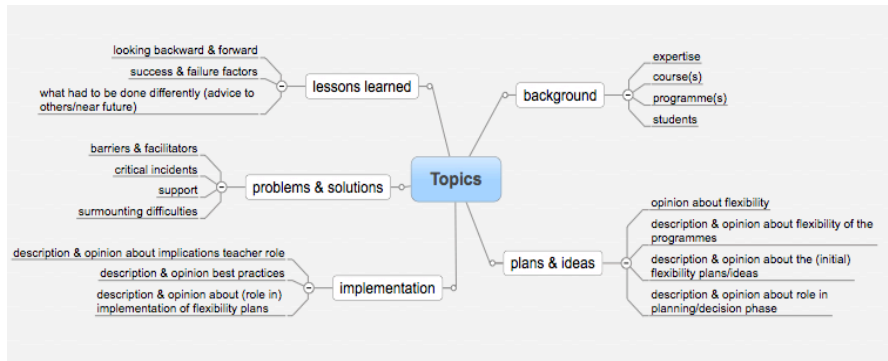 Topics
background
expertise
course(s)
programme(s)
students
plans & ideas
opinion about flexibility
description & opinion about flexibility of the
programmes
description & opinion about the (initial)
flexibility plans/ideas
description & opinion about role in
planning/decision phase
implementation
description & opinion about implications teacher role
description & opinion best practices
description & opinion about (role in)
implementation of flexibility plans
problems & solutions
barriers & facilitators
critical incidents
support
surmounting difficulties
lessons learned
looking backward & forward
success & failure factors
what had to be done differently (advice to
others/near future)